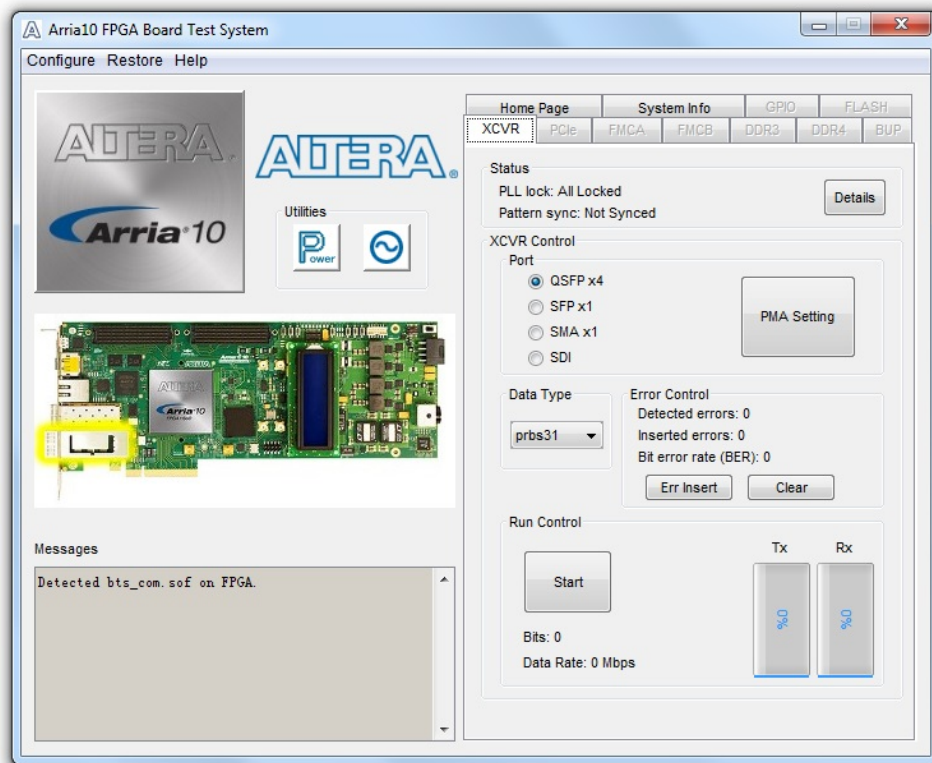 Arria10 FPGA Board Test System
Configure Restore Help
ALTERA
Arria 10
ALTERA
Utilities
Power
ALTERA
Arria 10
Messages
Detected bts_com.sof on FPGA.
Home Page System Info GPIO FLASH
XCVR PCIe FMCA FMCB DDR3 DDR4 BUP
Status
PLL lock: All Locked
Pattern sync: Not Synced
Details
XCVR Control
Port
QSFP x4
SFP x1
SMA x1
SDI
PMA Setting
Data Type
prbs31
Error Control
Detected errors: 0
Inserted errors: 0
Bit error rate (BER): 0
Err Insert Clear
Run Control
Start
Tx Rx
0% 0%
Bits: 0
Data Rate: 0 Mbps